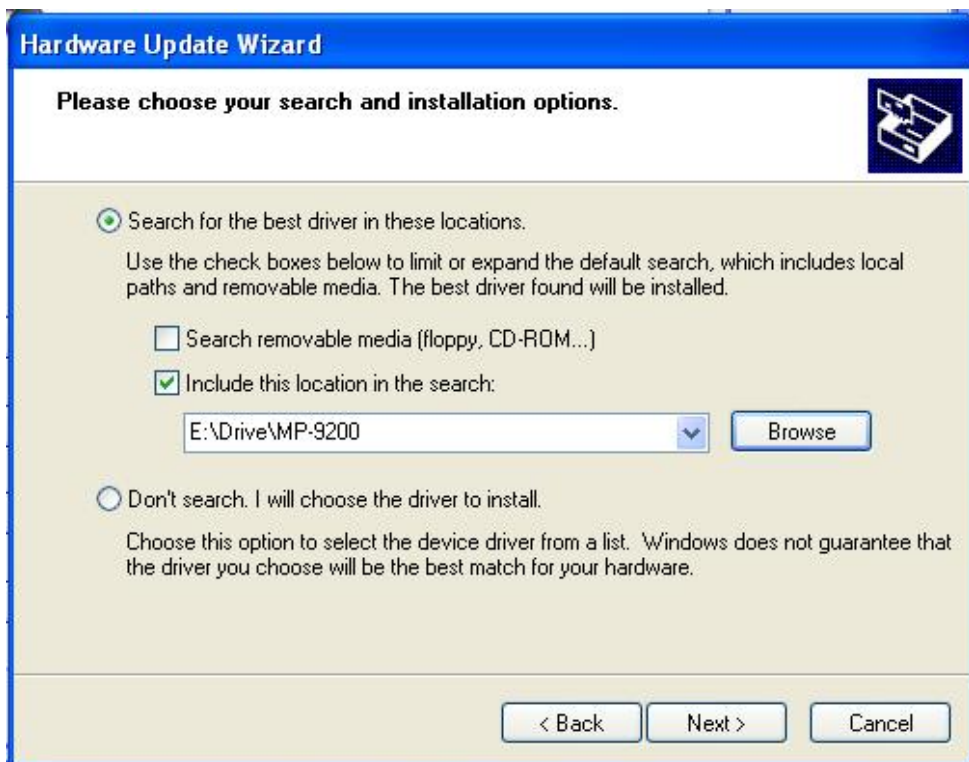 Hardware Update Wizard
Please choose your search and installation options.
Search for the best driver in these locations.
Use the check boxes below to limit or expand the default search, which includes local
paths and removable media. The best driver found will be installed.
Search removable media (floppy, CD-ROM...)
Include this location in the search:
E:\Drive\MP-9200
Browse
Don't search. I will choose the driver to install.
Choose this option to select the device driver from a list.  Windows does not guarantee that
the driver you choose will be the best match for your hardware.
< Back
Next >
Cancel